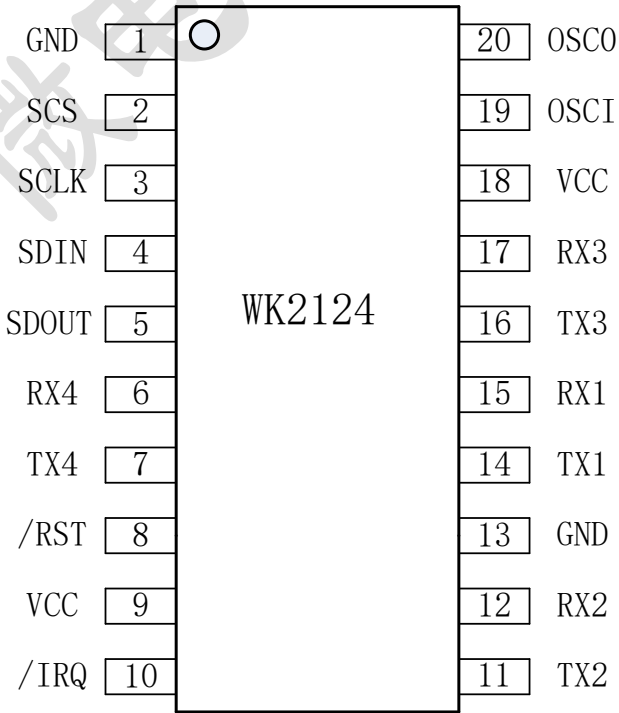 GND 1 20 OSCO
SCS 2 19 OSCI
SCLK 3 18 VCC
SDIN 4 17 RX3
SDOUT 5 WK2124 16 TX3
RX4 6 15 RX1
TX4 7 14 TX1
/RST 8 13 GND
VCC 9 12 RX2
/IRQ 10 11 TX2
微电